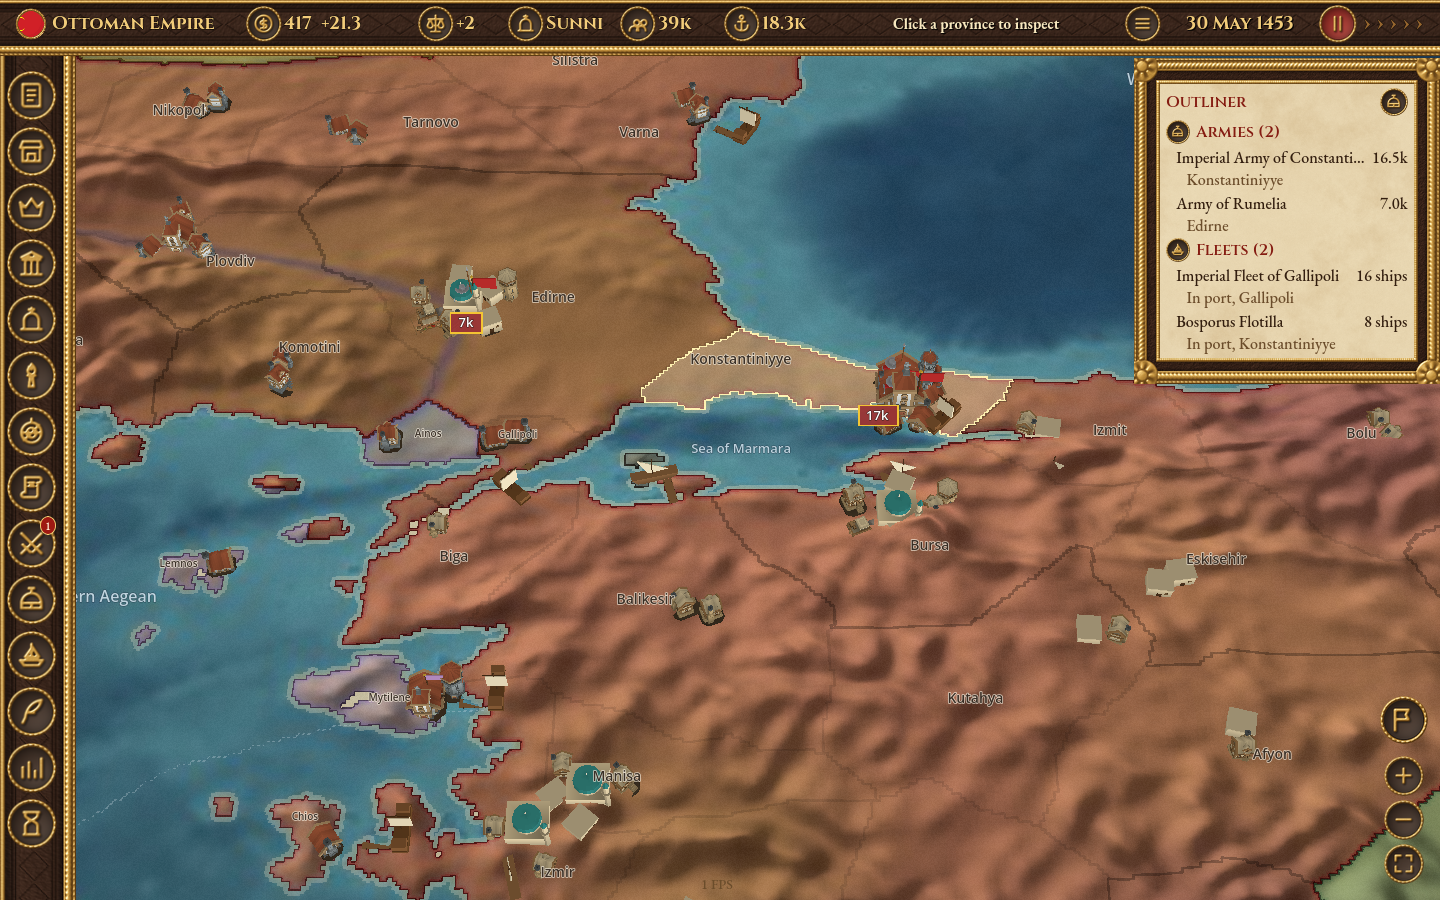 OTTOMAN EMPIRE 417 +21.3 +2 SUNNI 39K 18.3K Click a province to inspect 30 MAY 1453
OUTLINER
ARMIES (2)
Imperial Army of Constanti... 16.5k
Konstantiniyye
Army of Rumelia 7.0k
Edirne
FLEETS (2)
Imperial Fleet of Gallipoli 16 ships
In port, Gallipoli
Bosporus Flotilla 8 ships
In port, Konstantiniyye
Silistra
W
Nikopol
Tarnovo
Varna
Plovdiv
Edirne
7k
a
Komotini
Konstantiniyye
17k
Ainos
Gallipoli
Sea of Marmara
Izmit
Bolu
1
Biga
Bursa
Lemnos
Eskisehir
ern Aegean
Balikesir
Mytilene
Kutahya
Afyon
Manisa
Chios
Izmir
1 FPS